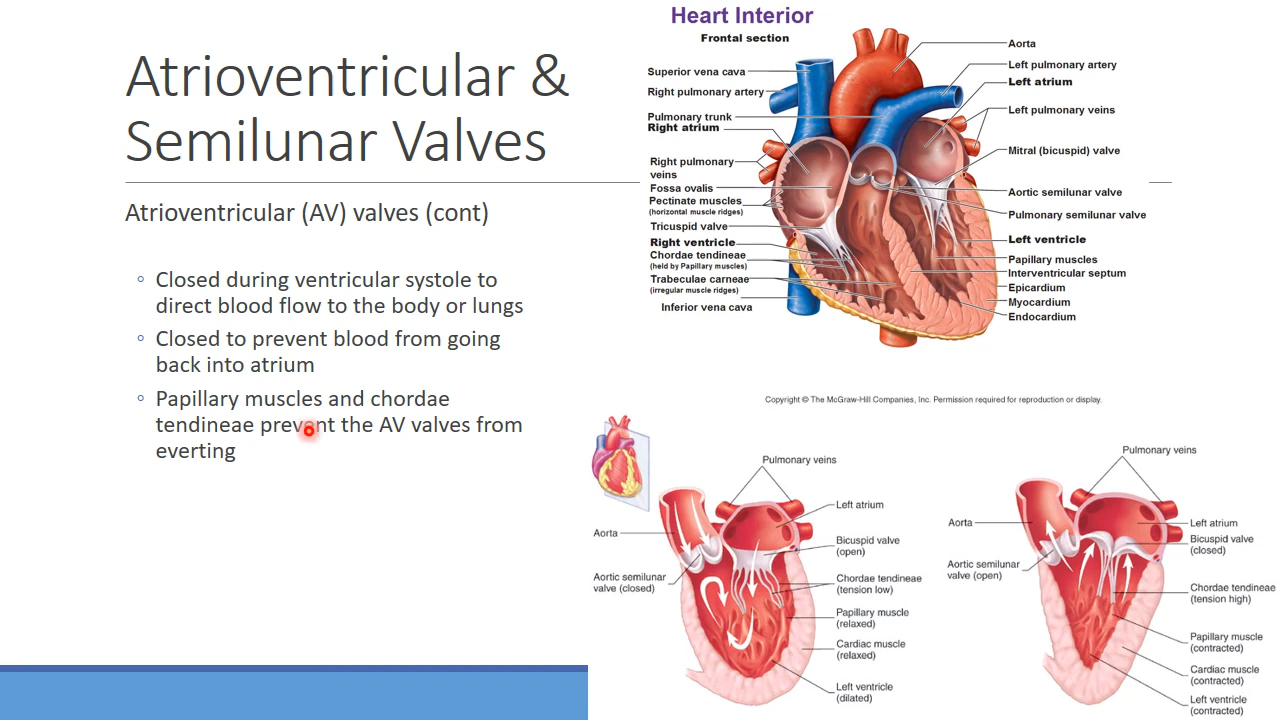 Atrioventricular &
Semilunar Valves
Atrioventricular (AV) valves (cont)
◦ Closed during ventricular systole to
direct blood flow to the body or lungs
◦ Closed to prevent blood from going
back into atrium
◦ Papillary muscles and chordae
tendineae prevent the AV valves from
everting
Heart Interior
Frontal section
Superior vena cava
Right pulmonary artery
Pulmonary trunk
Right atrium
Right pulmonary
veins
Fossa ovalis
Pectinate muscles
(horizontal muscle ridges)
Tricuspid valve
Right ventricle
Chordae tendineae
(held by Papillary muscles)
Trabeculae carneae
(irregular muscle ridges)
Inferior vena cava
Aorta
Left pulmonary artery
Left atrium
Left pulmonary veins
Mitral (bicuspid) valve
Aortic semilunar valve
Pulmonary semilunar valve
Left ventricle
Papillary muscles
Interventricular septum
Epicardium
Myocardium
Endocardium
Copyright © The McGraw-Hill Companies, Inc. Permission required for reproduction or display.
Pulmonary veins
Aorta
Aortic semilunar
valve (closed)
Left atrium
Bicuspid valve
(open)
Chordae tendineae
(tension low)
Papillary muscle
(relaxed)
Cardiac muscle
(relaxed)
Left ventricle
(dilated)
Pulmonary veins
Aorta
Aortic semilunar
valve (open)
Left atrium
Bicuspid valve
(closed)
Chordae tendineae
(tension high)
Papillary muscle
(contracted)
Cardiac muscle
(contracted)
Left ventricle
(contracted)